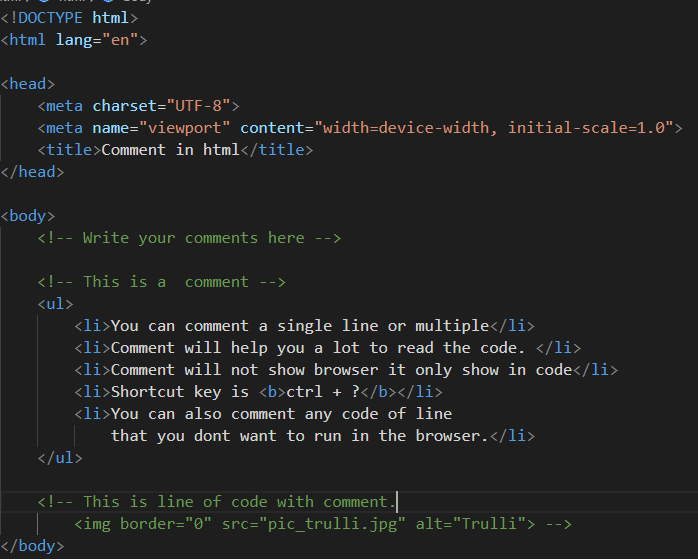 <!DOCTYPE html>
<html lang="en">
<head>
<meta charset="UTF-8">
<meta name="viewport" content="width=device-width, initial-scale=1.0">
<title>Comment in html</title>
</head>
<body>
<!-- Write your comments here -->
<!-- This is a  comment -->
<ul>
<li>You can comment a single line or multiple</li>
<li>Comment will help you a lot to read the code. </li>
<li>Comment will not show browser it only show in code</li>
<li>Shortcut key is <b>ctrl + ?</b></li>
<li>You can also comment any code of line
that you dont want to run in the browser.</li>
</ul>
<!-- This is line of code with comment.
<img border="0" src="pic_trulli.jpg" alt="Trulli"> -->
</body>